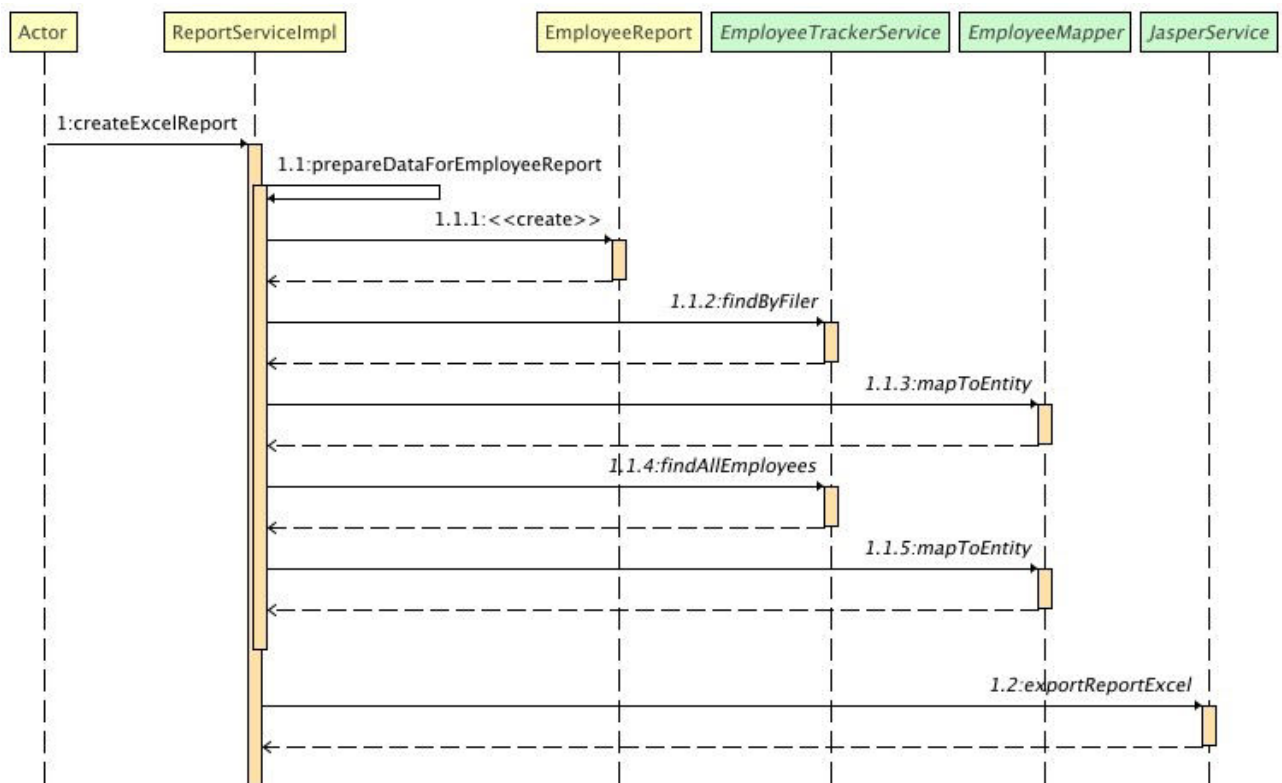 Actor
ReportServiceImpl
EmployeeReport
EmployeeTrackerService
EmployeeMapper
JasperService
1:createExcelReport
1.1:prepareDataForEmployeeReport
1.1.1:<<create>>
1.1.2:findByFiler
1.1.3:mapToEntity
1.1.4:findAllEmployees
1.1.5:mapToEntity
1.2:exportReportExcel